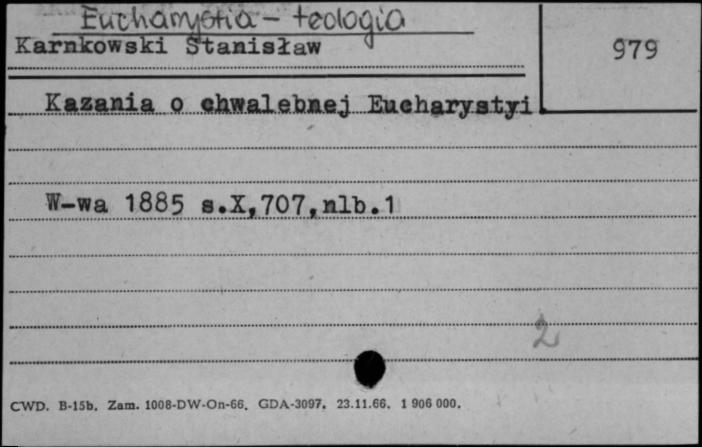 Eucharystia - teologia
Karnkowski Stanisław
979
Kazania o chwalebnej Eucharystyi
W-wa 1885 s.X,707,nlb.1
2
CWD. B-15b. Zam. 1008-DW-On-66. GDA-3097. 23.11.66. 1 906 000.